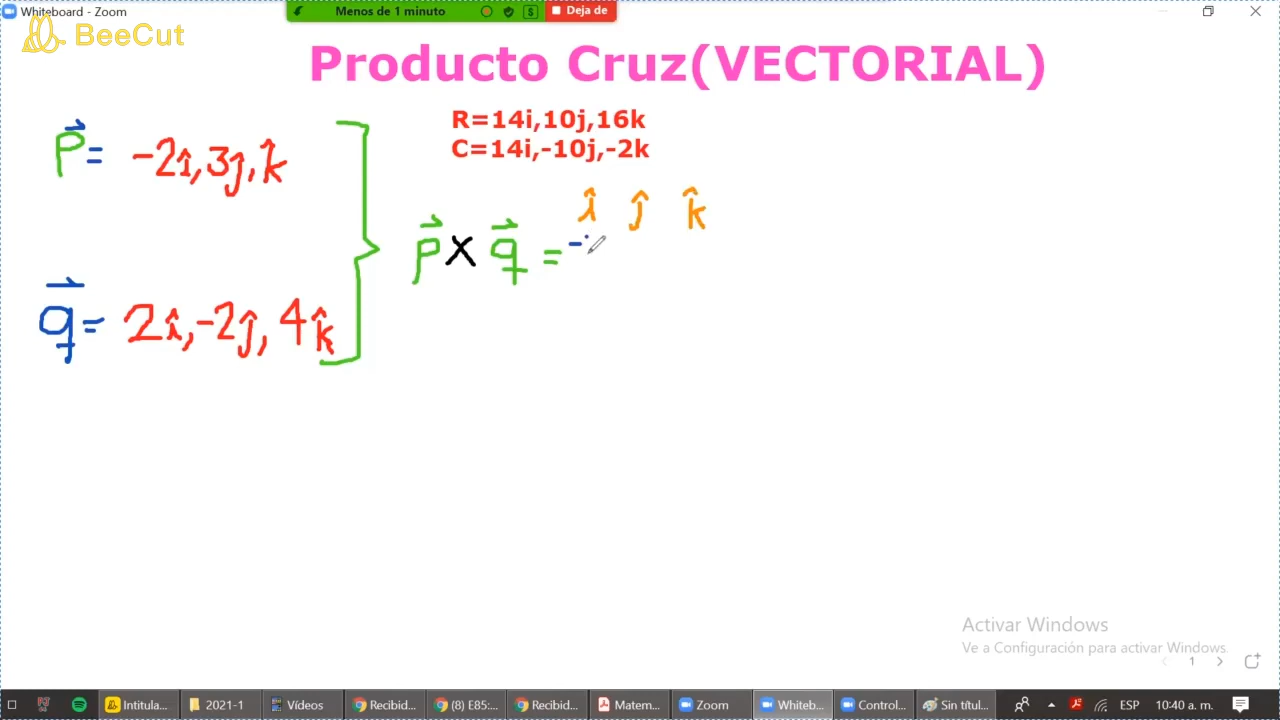 Whiteboard - Zoom
Menos de 1 minuto
Deja de
BeeCut
Producto Cruz(VECTORIAL)
R=14i,10j,16k
C=14i,-10j,-2k
P = -2î, 3ĵ, k̂
î ĵ k̂
p x q = -
q = 2î, -2ĵ, 4k̂
Activar Windows
Ve a Configuración para activar Windows.
1
Intitula...
2021-1
Vídeos
Recibid...
(8) E85:...
Recibid...
Matem...
Zoom
Whiteb...
Control...
Sin títul...
ESP
10:40 a. m.